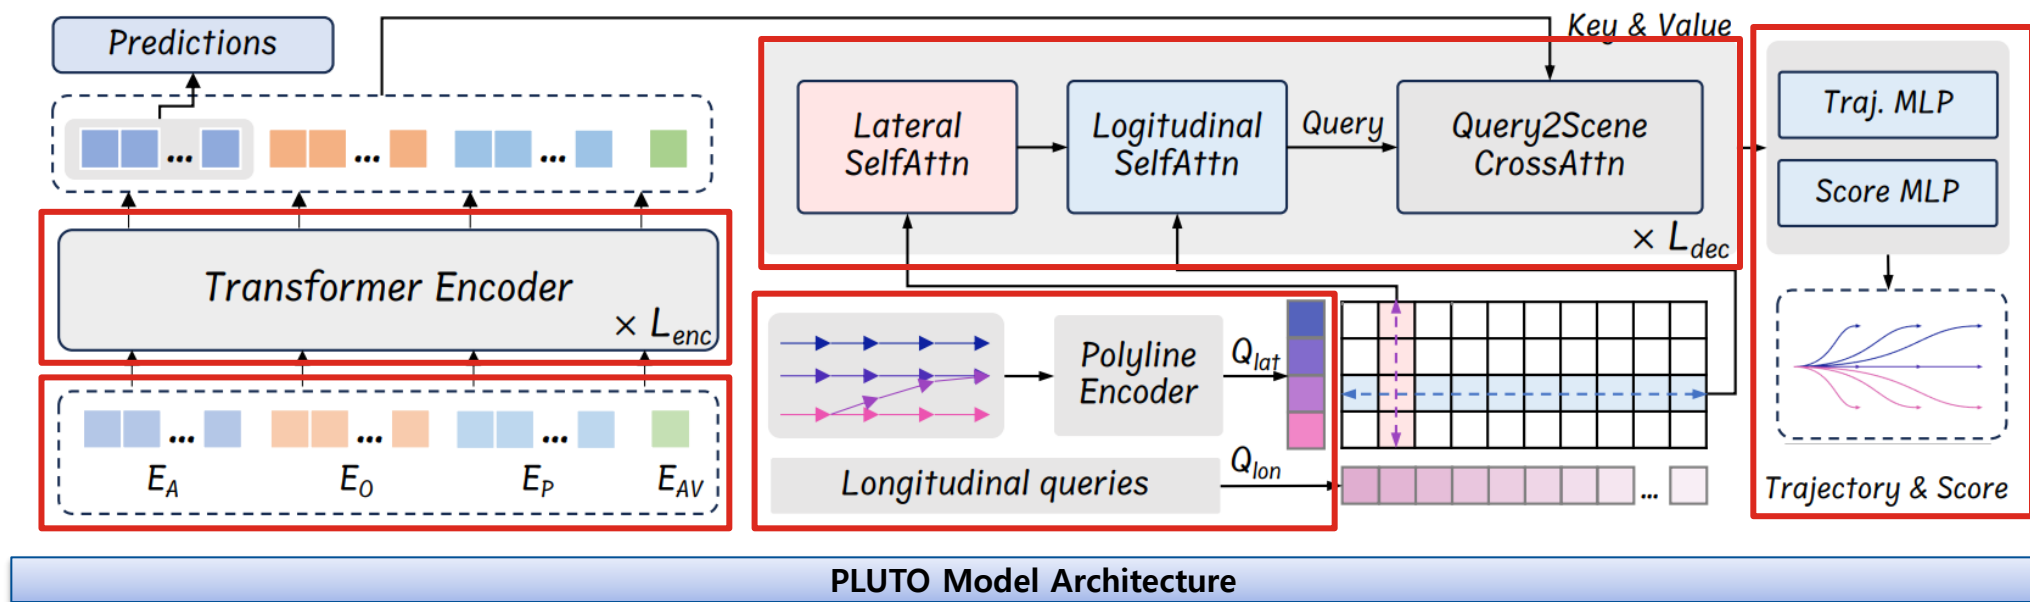 Predictions
...
...
...
Transformer Encoder
× L_enc
...
...
...
E_A
E_O
E_P
E_AV
Key & Value
Lateral
SelfAttn
Logitudinal
SelfAttn
Query
Query2Scene
CrossAttn
× L_dec
Polyline
Encoder
Q_lat
Longitudinal queries
Q_lon
...
Traj. MLP
Score MLP
Trajectory & Score
PLUTO Model Architecture